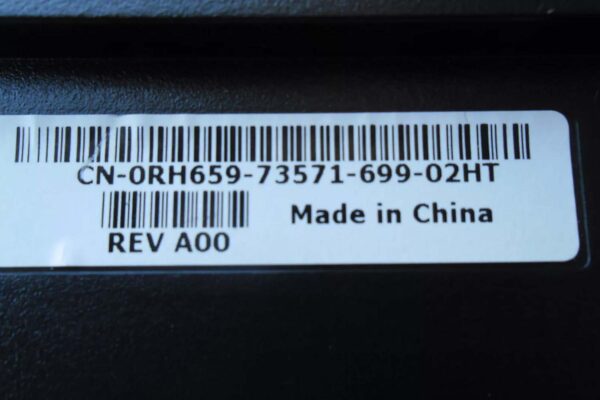 CN-0RH659-73571-699-02HT
Made in China
REV A00